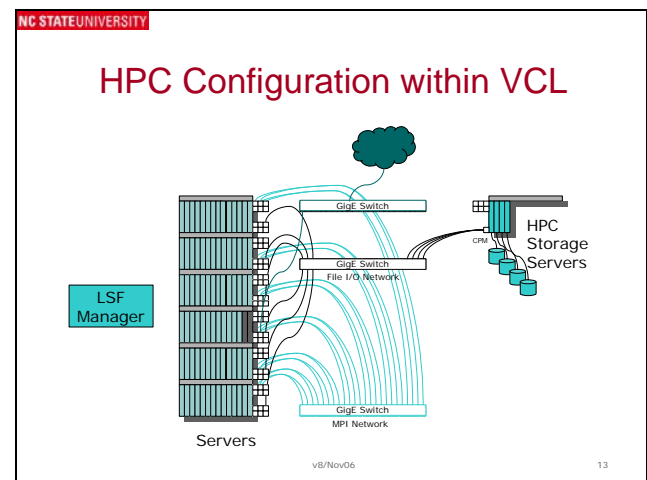 NC STATE UNIVERSITY
HPC Configuration within VCL
GigE Switch
HPC
Storage
Servers
CPM
GigE Switch
File I/O Network
LSF
Manager
GigE Switch
MPI Network
Servers
v8/Nov06
13